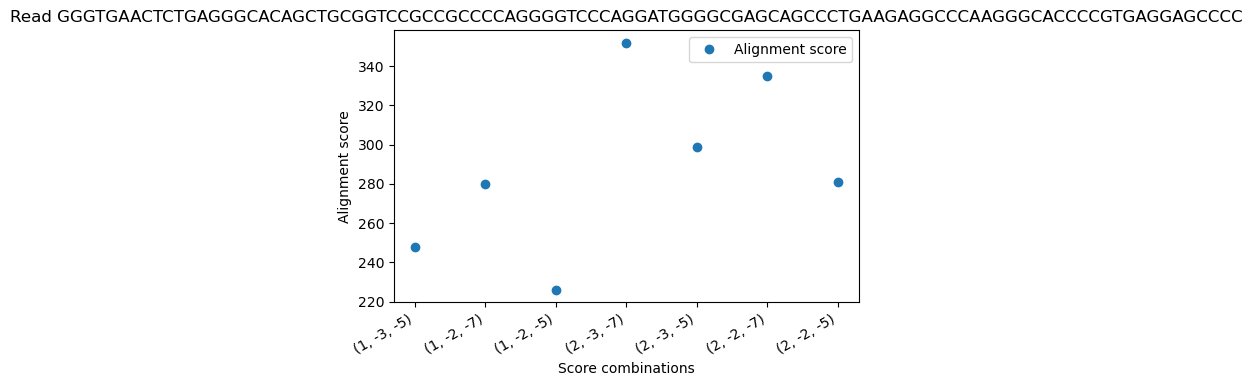 Read GGGTGAACTCTGAGGGCACAGCTGCGGTCCGCCGCCCCAGGGGTCCCAGGATGGGGCGAGCAGCCCTGAAGAGGCCCAAGGGCACCCCGTGAGGAGCCCC
Alignment score
340
320
300
280
260
240
220
Alignment score
(1, -3, -5)
(1, -2, -7)
(1, -2, -5)
(2, -3, -7)
(2, -3, -5)
(2, -2, -7)
(2, -2, -5)
Score combinations